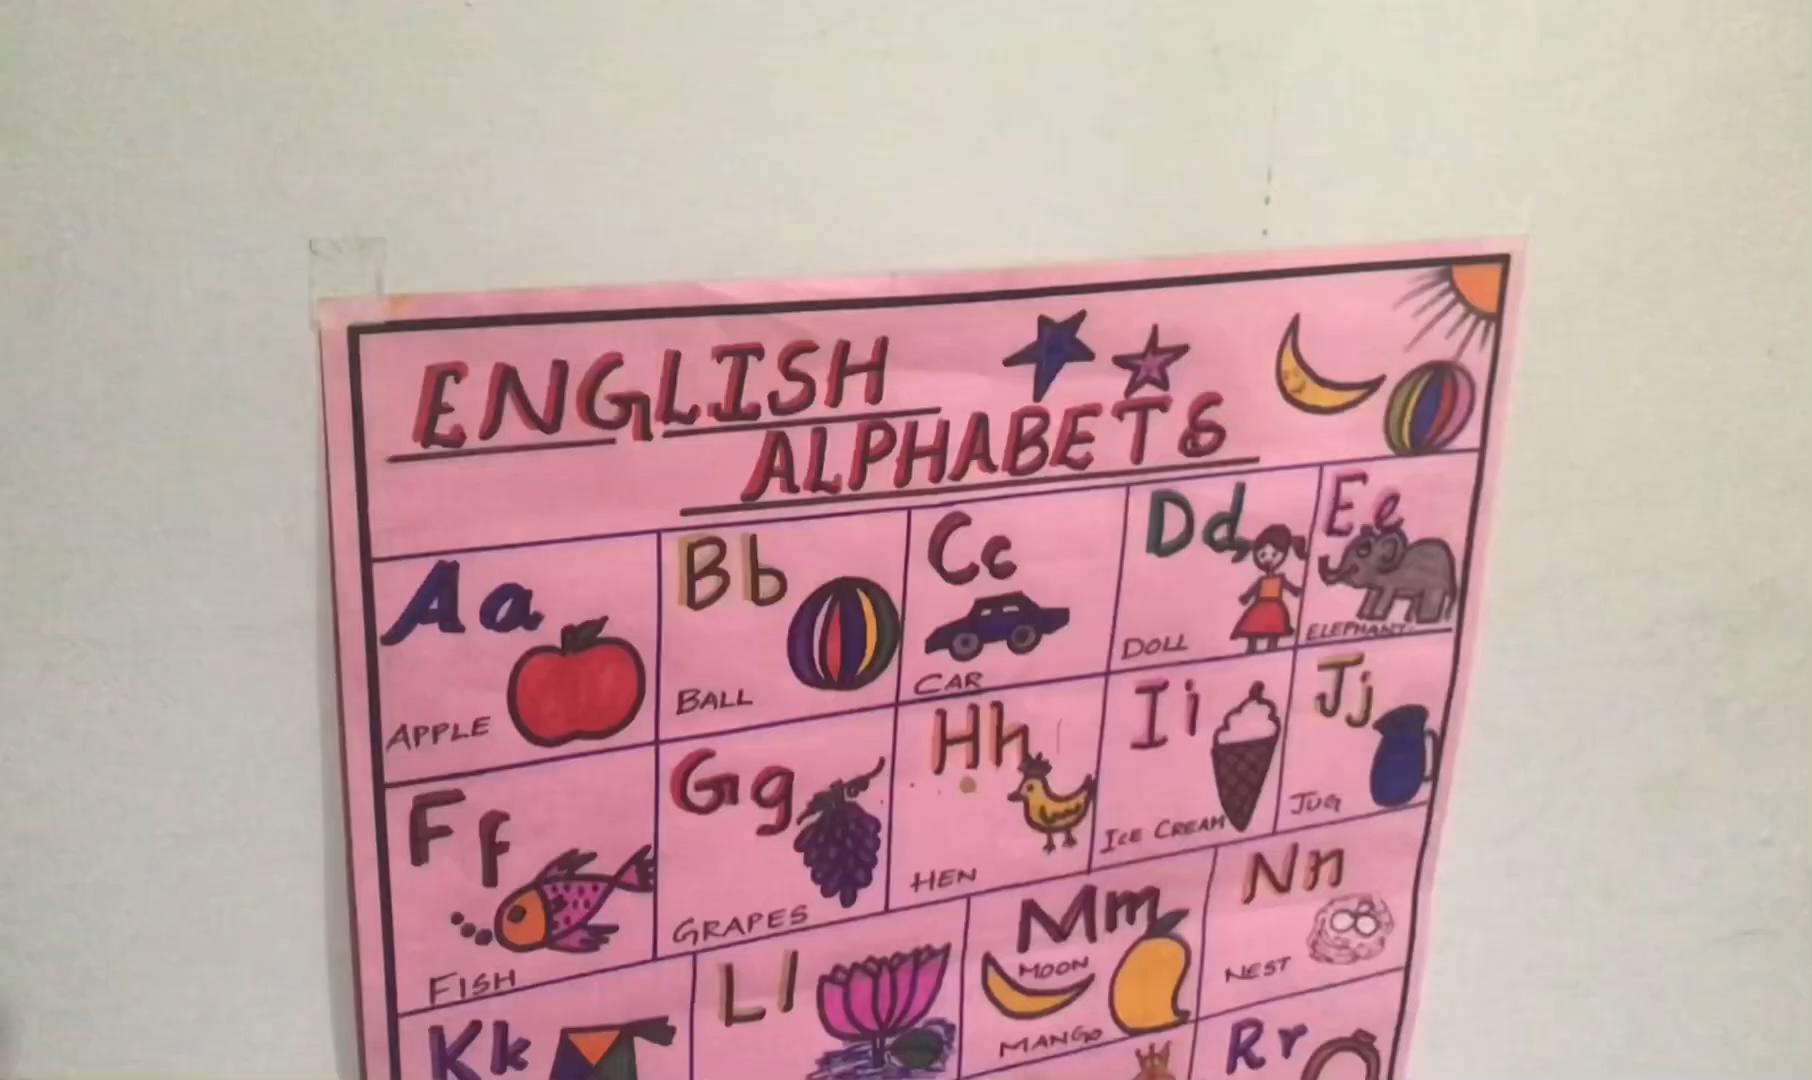 ENGLISH
ALPHABETS
Aa
APPLE
Bb
BALL
Cc
CAR
Dd
DOLL
Ee
ELEPHANT
Ff
FISH
Gg
GRAPES
Hh
HEN
Ii
ICE CREAM
Jj
JUG
Kk
Ll
Mm
MOON
MANGO
Nn
NEST
Rr